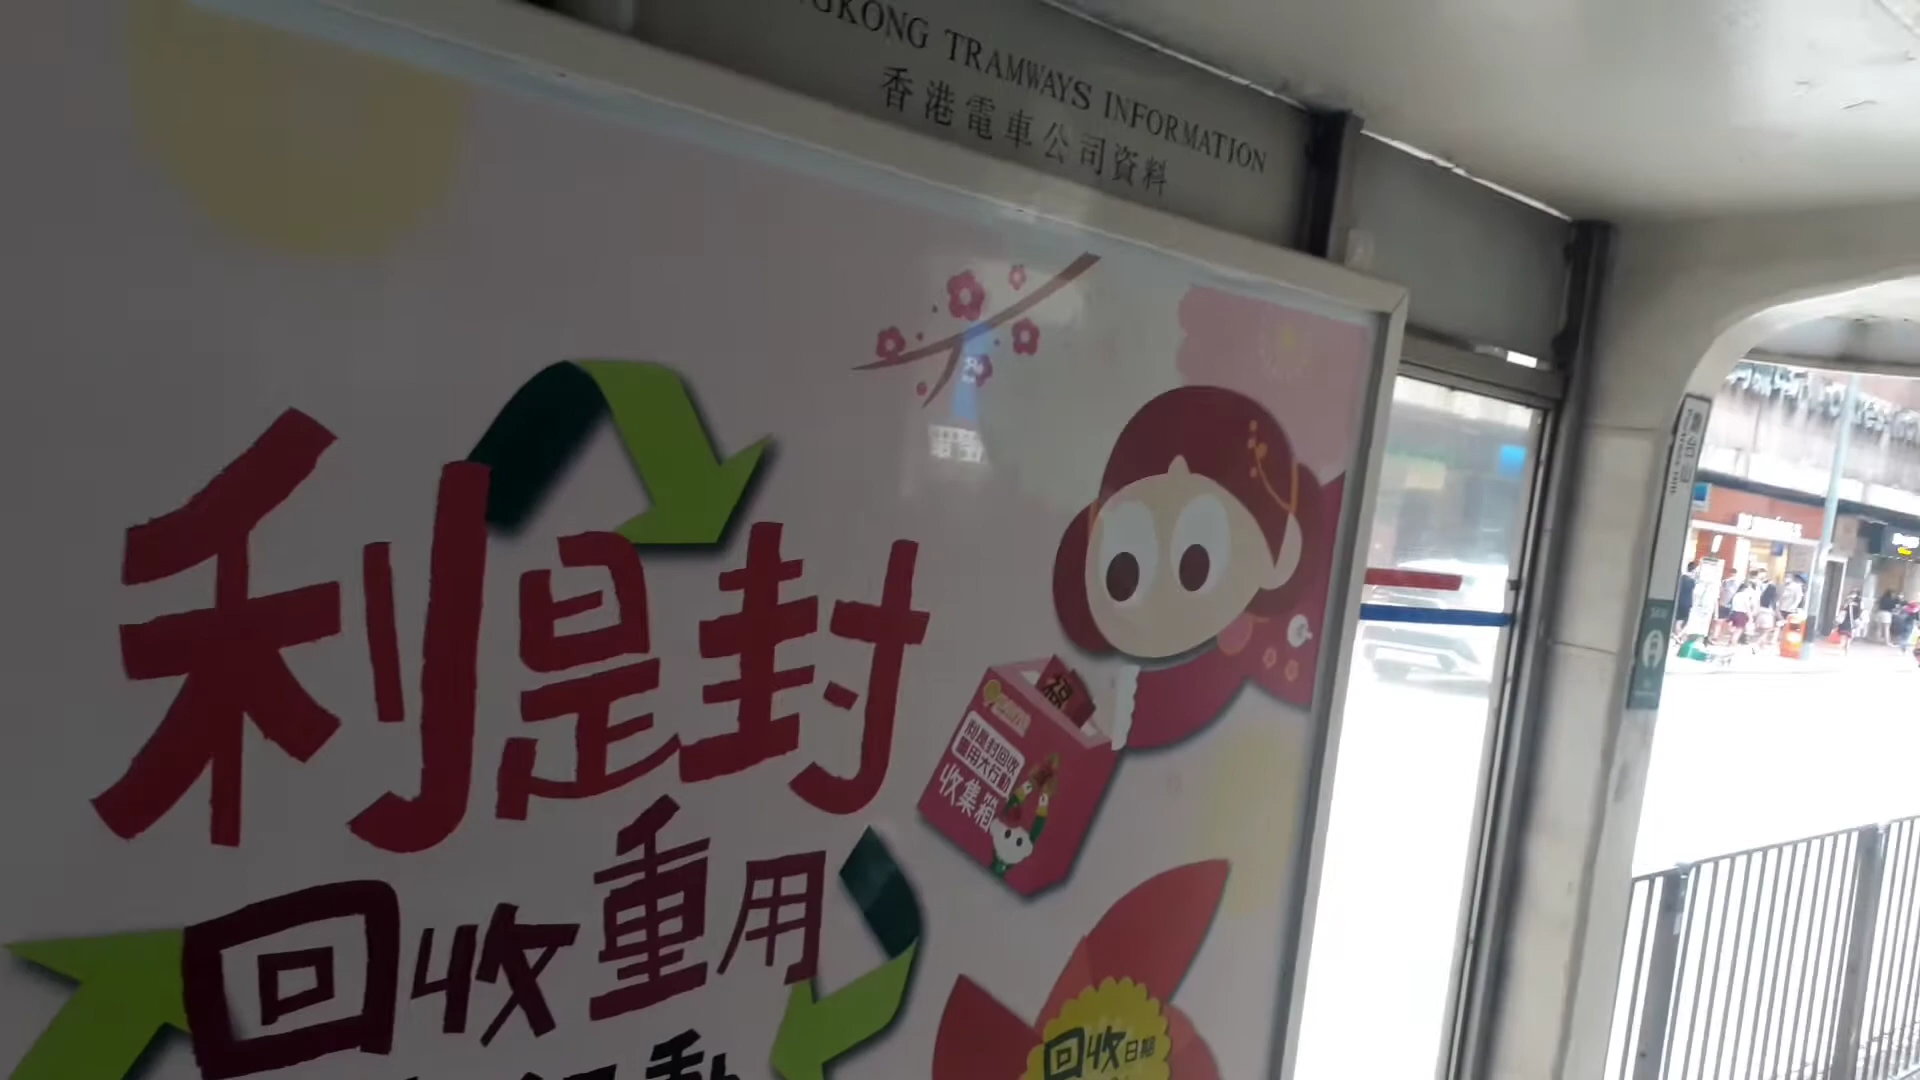 GKONG TRAMWAYS INFORMATION
香港電車公司資料
利是封
回收重用
福
利是封回收
重用大行動
收集箱
回收日期